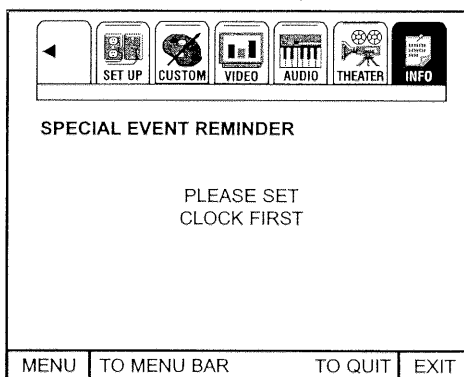 SET UP CUSTOM VIDEO AUDIO THEATER INFO
SPECIAL EVENT REMINDER
PLEASE SET
CLOCK FIRST
MENU TO MENU BAR TO QUIT EXIT